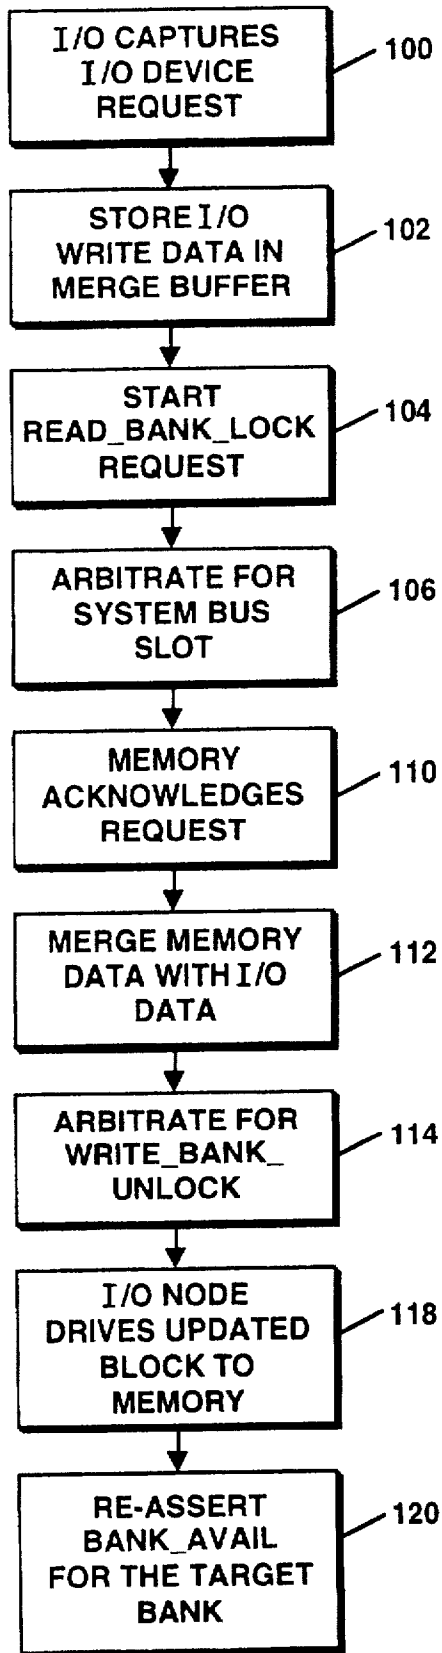 I/O CAPTURES
I/O DEVICE
REQUEST
100
STORE I/O
WRITE DATA IN
MERGE BUFFER
102
START
READ_BANK_LOCK
REQUEST
104
ARBITRATE FOR
SYSTEM BUS
SLOT
106
MEMORY
ACKNOWLEDGES
REQUEST
110
MERGE MEMORY
DATA WITH I/O
DATA
112
ARBITRATE FOR
WRITE_BANK_
UNLOCK
114
I/O NODE
DRIVES UPDATED
BLOCK TO
MEMORY
118
RE-ASSERT
BANK_AVAIL
FOR THE TARGET
BANK
120